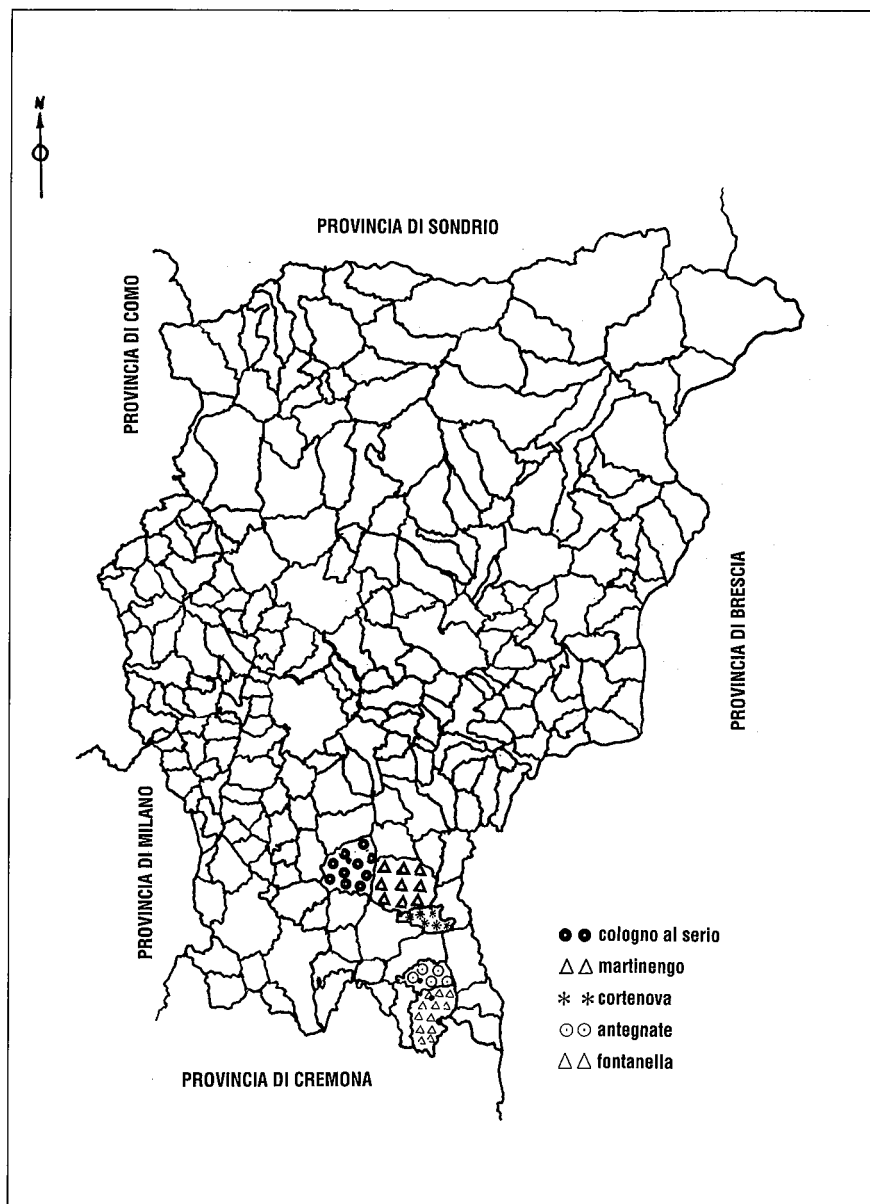 N
PROVINCIA DI SONDRIO
PROVINCIA DI COMO
PROVINCIA DI BRESCIA
PROVINCIA DI MILANO
cologno al serio
martinengo
cortenova
antegnate
fontanella
PROVINCIA DI CREMONA